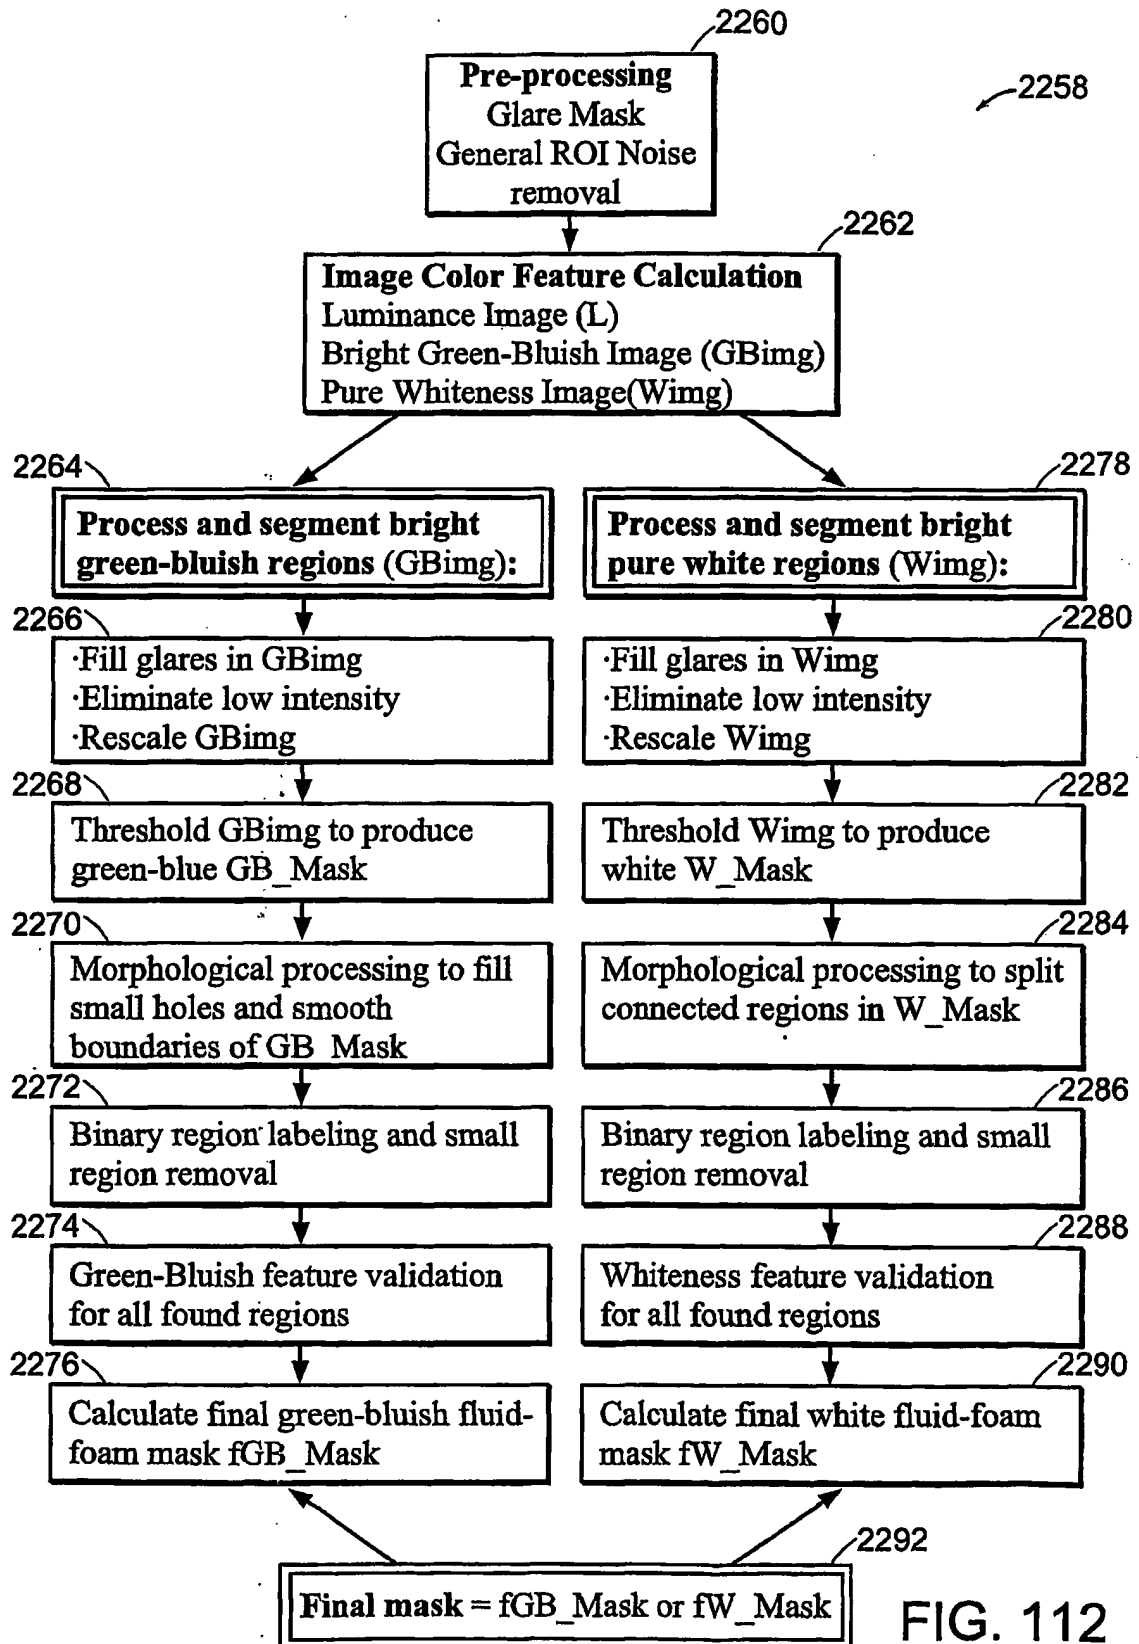 2260
Pre-processing
Glare Mask
General ROI Noise
removal
2258
2262
Image Color Feature Calculation
Luminance Image (L)
Bright Green-Bluish Image (GBimg)
Pure Whiteness Image(Wimg)
2264
Process and segment bright
green-bluish regions (GBimg):
2266
·Fill glares in GBimg
·Eliminate low intensity
·Rescale GBimg
2268
Threshold GBimg to produce
green-blue GB_Mask
2270
Morphological processing to fill
small holes and smooth
boundaries of GB_Mask
2272
Binary region labeling and small
region removal
2274
Green-Bluish feature validation
for all found regions
2276
Calculate final green-bluish fluid-
foam mask fGB_Mask
2278
Process and segment bright
pure white regions (Wimg):
2280
·Fill glares in Wimg
·Eliminate low intensity
·Rescale Wimg
2282
Threshold Wimg to produce
white W_Mask
2284
Morphological processing to split
connected regions in W_Mask
2286
Binary region labeling and small
region removal
2288
Whiteness feature validation
for all found regions
2290
Calculate final white fluid-foam
mask fW_Mask
2292
Final mask = fGB_Mask or fW_Mask
FIG. 112